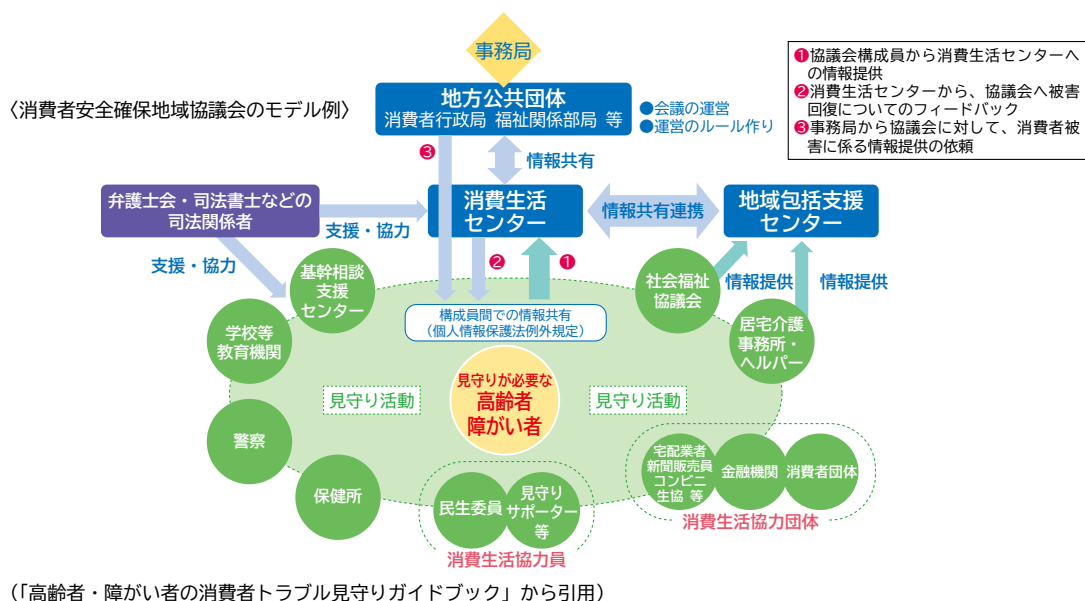 事務局
〈消費者安全確保地域協議会のモデル例〉
地方公共団体
消費者行政局 福祉関係部局 等
●会議の運営
●運営のルール作り
❶協議会構成員から消費生活センターへ
の情報提供
❷消費生活センターから、協議会へ被害
回復についてのフィードバック
❸事務局から協議会に対して、消費者被
害に係る情報提供の依頼
❸
情報共有
弁護士会・司法書士などの
司法関係者
支援・協力
支援・協力
消費生活
センター
情報共有連携
地域包括支援
センター
❷
❶
情報提供
情報提供
基幹相談
支援
センター
構成員間での情報共有
（個人情報保護法例外規定）
社会福祉
協議会
学校等
教育機関
居宅介護
事務所・
ヘルパー
見守り活動
見守りが必要な
高齢者
障がい者
見守り活動
警察
保健所
民生委員
見守り
サポーター
等
消費生活協力員
宅配業者
新聞販売員
コンビニ
生協 等
金融機関
消費者団体
消費生活協力団体
（「高齢者・障がい者の消費者トラブル見守りガイドブック」から引用）